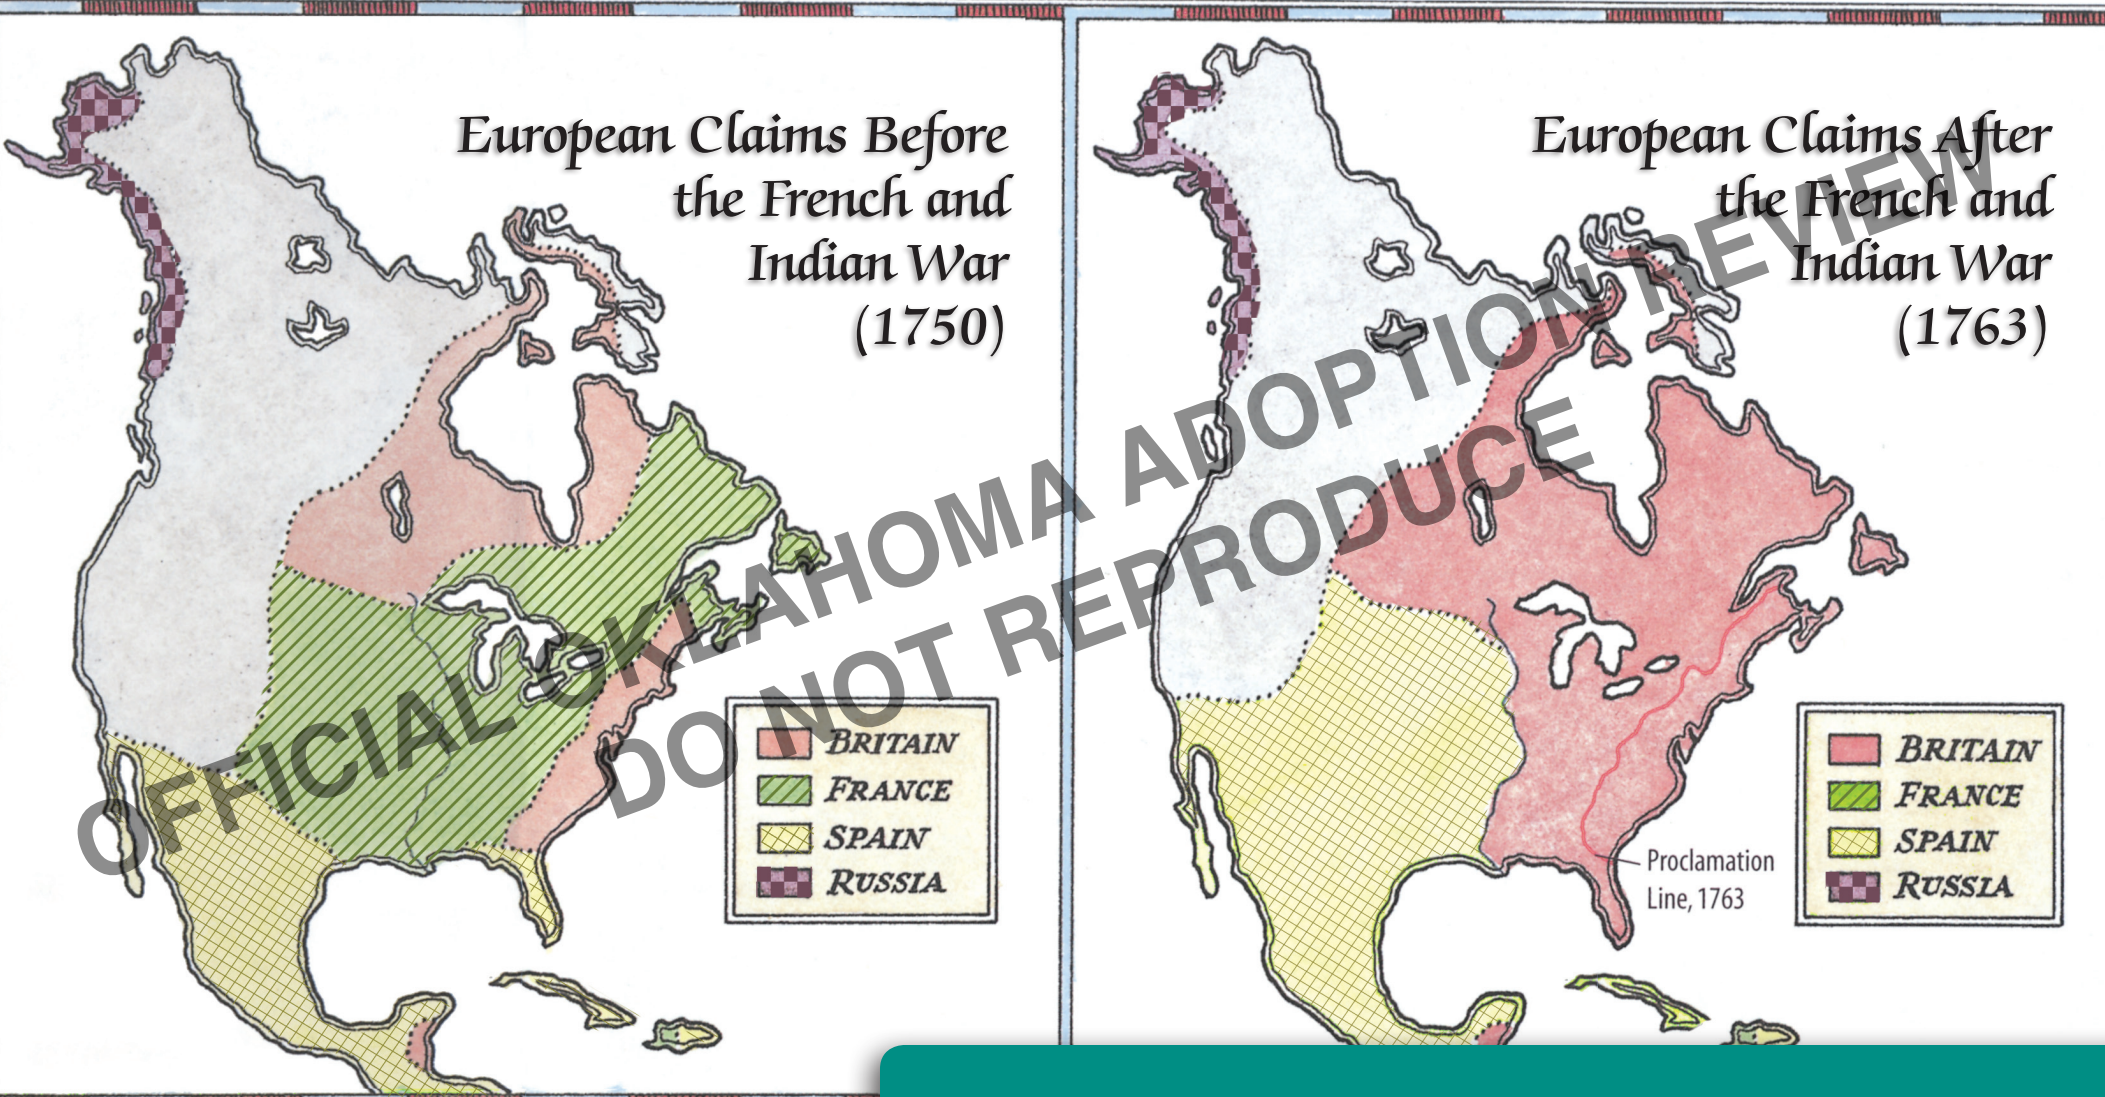 European Claims Before
the French and
Indian War
(1750)
BRITAIN
FRANCE
SPAIN
RUSSIA
European Claims After
the French and
Indian War
(1763)
BRITAIN
FRANCE
SPAIN
RUSSIA
Proclamation
Line, 1763
OFFICIAL OKLAHOMA ADOPTION REVIEW
DO NOT REPRODUCE